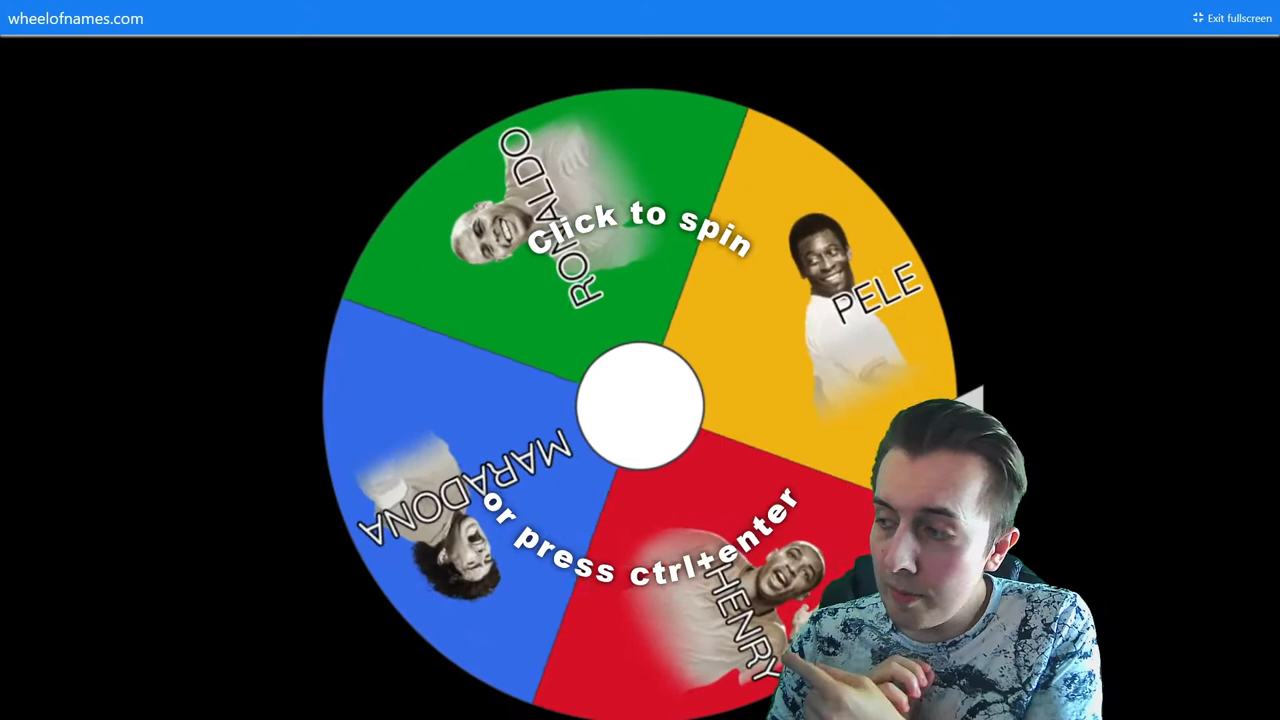 wheelofnames.com
Exit fullscreen
RONALDO
Click to spin
PELE
MARADONA
or press ctrl+enter
HENRY